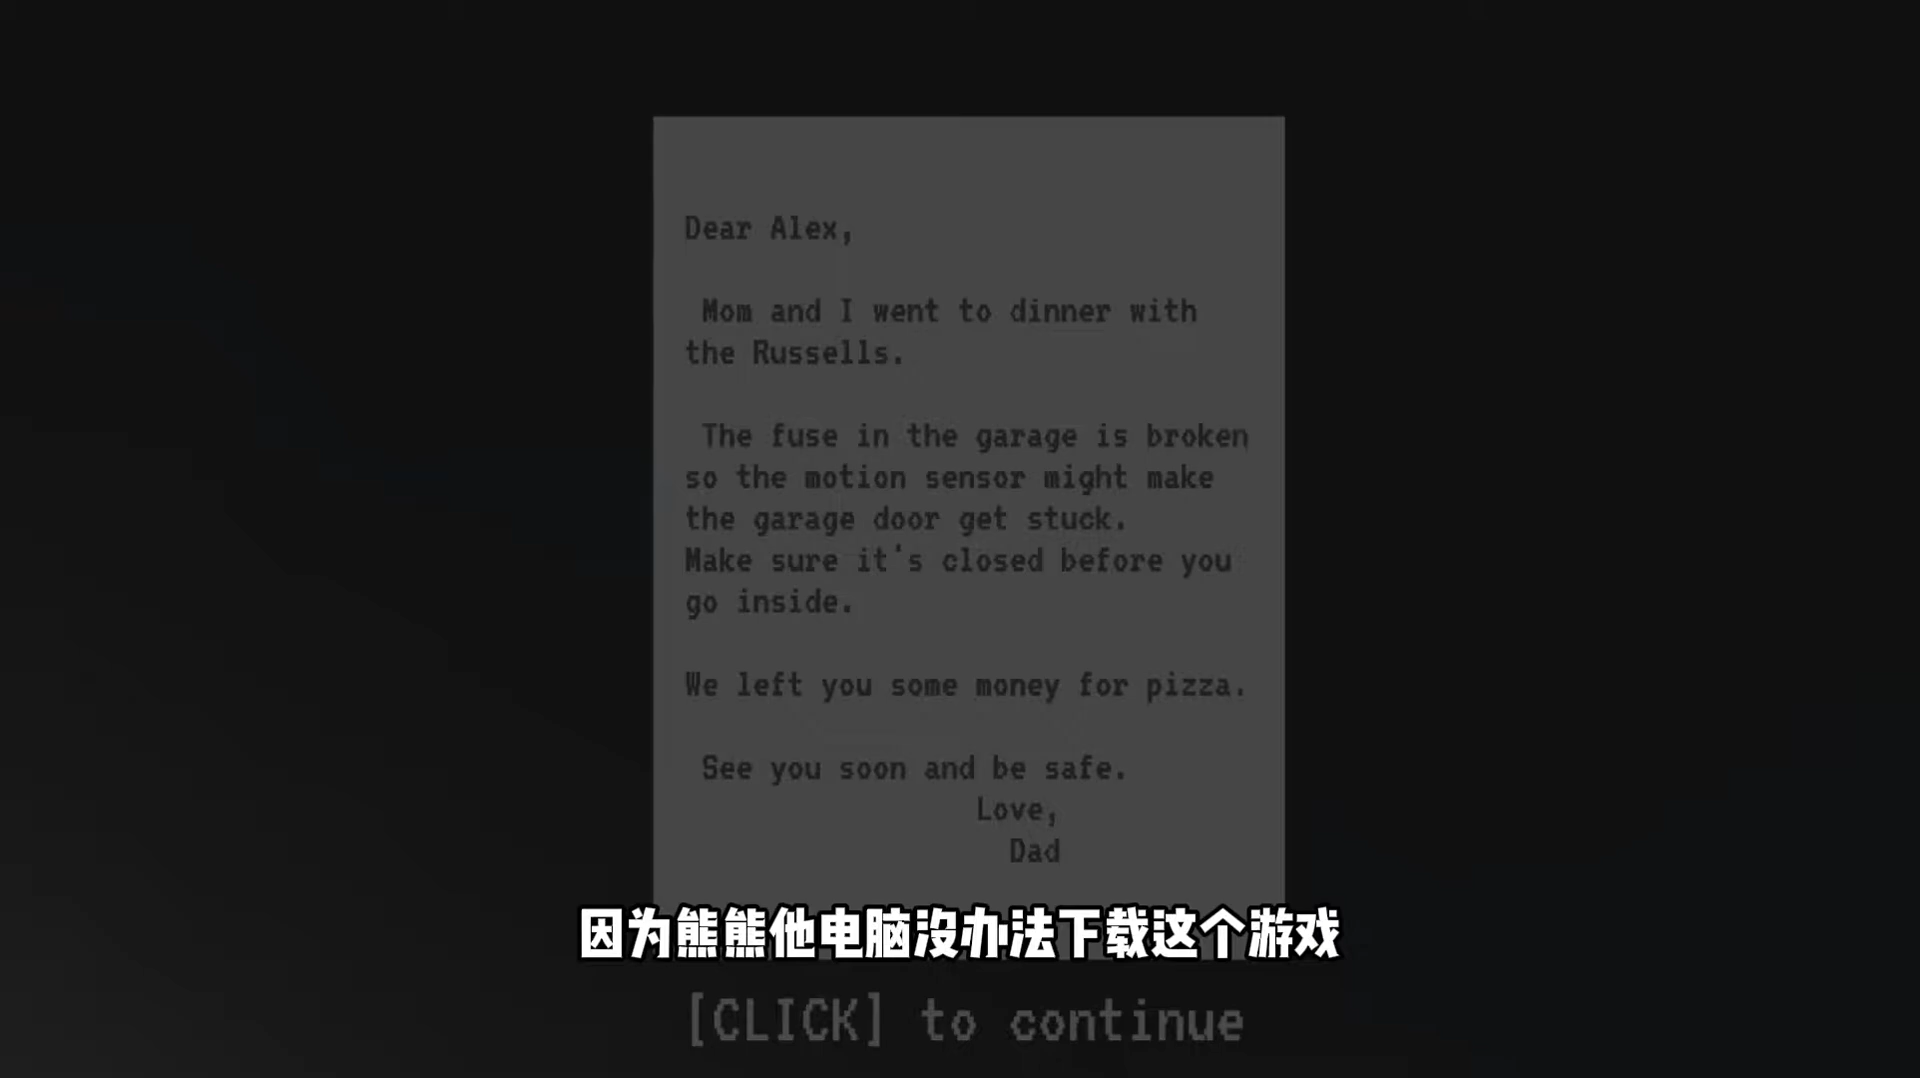 Dear Alex,
Mom and I went to dinner with
the Russells.
The fuse in the garage is broken
so the motion sensor might make
the garage door get stuck.
Make sure it's closed before you
go inside.
We left you some money for pizza.
See you soon and be safe.
Love,
Dad
因为熊熊他电脑没办法下载这个游戏
[CLICK] to continue